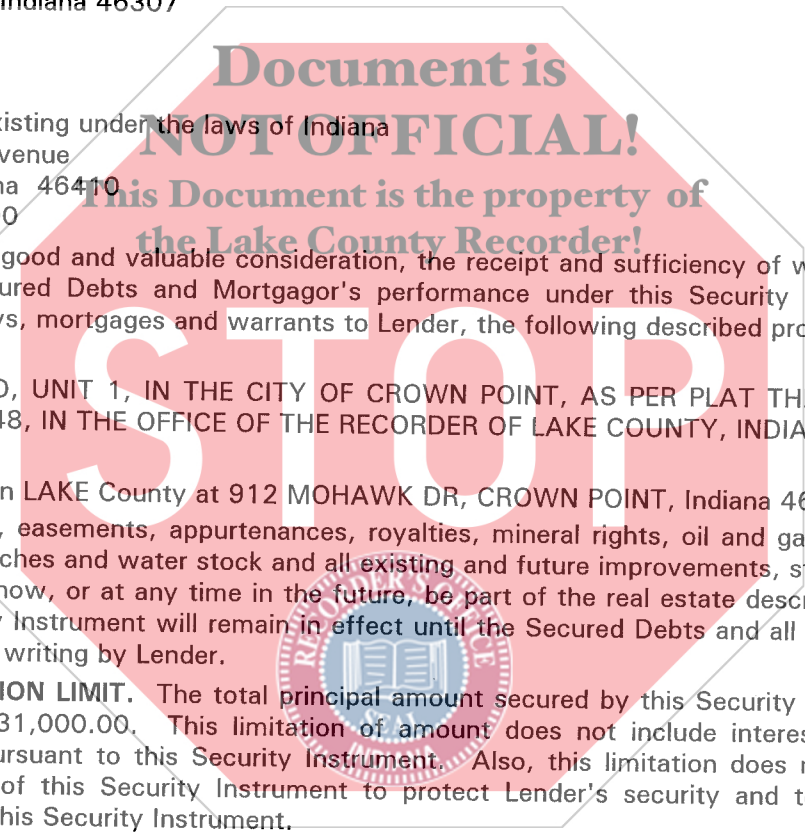 Indiana 46307
Document is
NOT OFFICIAL!
This Document is the property of
the Lake County Recorder!
existing under the laws of Indiana
venue
na 46410
0
good and valuable consideration, the receipt and sufficiency of w
ured Debts and Mortgagor's performance under this Security
ys, mortgages and warrants to Lender, the following described pro
STOP
O, UNIT 1, IN THE CITY OF CROWN POINT, AS PER PLAT TH
48, IN THE OFFICE OF THE RECORDER OF LAKE COUNTY, INDIA
n LAKE County at 912 MOHAWK DR, CROWN POINT, Indiana 46
, easements, appurtenances, royalties, mineral rights, oil and ga
ches and water stock and all existing and future improvements, s
now, or at any time in the future, be part of the real estate descr
y Instrument will remain in effect until the Secured Debts and all
writing by Lender.
ION LIMIT. The total principal amount secured by this Security
31,000.00. This limitation of amount does not include interes
ursuant to this Security Instrument. Also, this limitation does
of this Security Instrument to protect Lender's security and t
his Security Instrument.
RECORDER'S OFFICE
SEAL
INDIANA